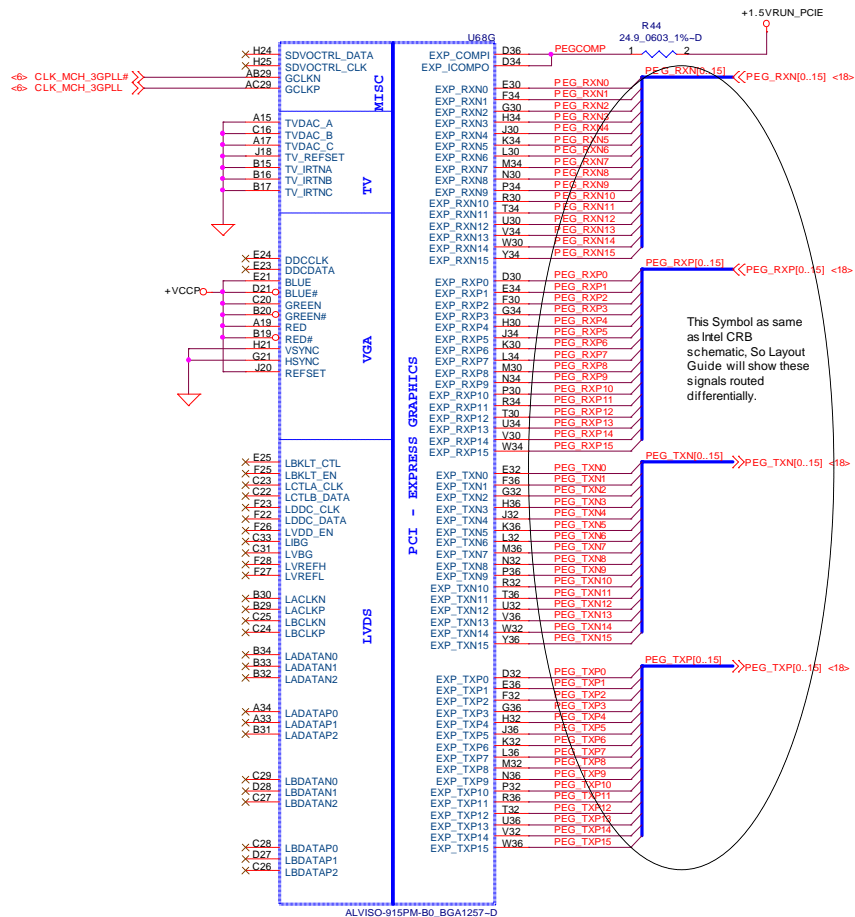 +1.5VRUN_PCIE
R44
24.9_0603_1%~D
1 2
U68G
H24 SDVOCTRL_DATA
H25 SDVOCTRL_CLK
<6> CLK_MCH_3GPLL# AB29 GCLKN
<6> CLK_MCH_3GPLL AC29 GCLKP
MISC
A15 TVDAC_A
C16 TVDAC_B
A17 TVDAC_C
J18 TV_REFSET
B15 TV_IRTNA
B16 TV_IRTNB
B17 TV_IRTNC
TV
E24 DDCCLK
E23 DDCDATA
E21 BLUE
+VCCP D21 BLUE#
C20 GREEN
B20 GREEN#
A19 RED
B19 RED#
H21 VSYNC
G21 HSYNC
J20 REFSET
VGA
E25 LBKLT_CTL
F25 LBKLT_EN
C23 LCTLA_CLK
C22 LCTLB_DATA
F23 LDDC_CLK
F22 LDDC_DATA
F26 LVDD_EN
C33 LIBG
C31 LVBG
F28 LVREFH
F27 LVREFL
B30 LACLKN
B29 LACLKP
C25 LBCLKN
C24 LBCLKP
LVDS
B34 LADATAN0
B33 LADATAN1
B32 LADATAN2
A34 LADATAP0
A33 LADATAP1
B31 LADATAP2
C29 LBDATAN0
D28 LBDATAN1
C27 LBDATAN2
C28 LBDATAP0
D27 LBDATAP1
C26 LBDATAP2
PCI - EXPRESS GRAPHICS
EXP_COMPI D36 PEGCOMP
EXP_ICOMPO D34
EXP_RXN0 E30 PEG_RXN0
EXP_RXN1 F34 PEG_RXN1
EXP_RXN2 G30 PEG_RXN2
EXP_RXN3 H34 PEG_RXN3
EXP_RXN4 J30 PEG_RXN4
EXP_RXN5 K34 PEG_RXN5
EXP_RXN6 L30 PEG_RXN6
EXP_RXN7 M34 PEG_RXN7
EXP_RXN8 N30 PEG_RXN8
EXP_RXN9 P34 PEG_RXN9
EXP_RXN10 R30 PEG_RXN10
EXP_RXN11 T34 PEG_RXN11
EXP_RXN12 U30 PEG_RXN12
EXP_RXN13 V34 PEG_RXN13
EXP_RXN14 W30 PEG_RXN14
EXP_RXN15 Y34 PEG_RXN15
PEG_RXN[0..15] PEG_RXN[0..15] <18>
EXP_RXP0 D30 PEG_RXP0
EXP_RXP1 E34 PEG_RXP1
EXP_RXP2 F30 PEG_RXP2
EXP_RXP3 G34 PEG_RXP3
EXP_RXP4 H30 PEG_RXP4
EXP_RXP5 J34 PEG_RXP5
EXP_RXP6 K30 PEG_RXP6
EXP_RXP7 L34 PEG_RXP7
EXP_RXP8 M30 PEG_RXP8
EXP_RXP9 N34 PEG_RXP9
EXP_RXP10 P30 PEG_RXP10
EXP_RXP11 R34 PEG_RXP11
EXP_RXP12 T30 PEG_RXP12
EXP_RXP13 U34 PEG_RXP13
EXP_RXP14 V30 PEG_RXP14
EXP_RXP15 W34 PEG_RXP15
PEG_RXP[0..15] PEG_RXP[0..15] <18>
This Symbol as same
as Intel CRB
schematic, So Layout
Guide will show these
signals routed
differentially.
EXP_TXN0 E32 PEG_TXN0
EXP_TXN1 F36 PEG_TXN1
EXP_TXN2 G32 PEG_TXN2
EXP_TXN3 H36 PEG_TXN3
EXP_TXN4 J32 PEG_TXN4
EXP_TXN5 K36 PEG_TXN5
EXP_TXN6 L32 PEG_TXN6
EXP_TXN7 M36 PEG_TXN7
EXP_TXN8 N32 PEG_TXN8
EXP_TXN9 P36 PEG_TXN9
EXP_TXN10 R32 PEG_TXN10
EXP_TXN11 T36 PEG_TXN11
EXP_TXN12 U32 PEG_TXN12
EXP_TXN13 V36 PEG_TXN13
EXP_TXN14 W32 PEG_TXN14
EXP_TXN15 Y36 PEG_TXN15
PEG_TXN[0..15] PEG_TXN[0..15] <18>
EXP_TXP0 D32 PEG_TXP0
EXP_TXP1 E36 PEG_TXP1
EXP_TXP2 F32 PEG_TXP2
EXP_TXP3 G36 PEG_TXP3
EXP_TXP4 H32 PEG_TXP4
EXP_TXP5 J36 PEG_TXP5
EXP_TXP6 K32 PEG_TXP6
EXP_TXP7 L36 PEG_TXP7
EXP_TXP8 M32 PEG_TXP8
EXP_TXP9 N36 PEG_TXP9
EXP_TXP10 P32 PEG_TXP10
EXP_TXP11 R36 PEG_TXP11
EXP_TXP12 T32 PEG_TXP12
EXP_TXP13 U36 PEG_TXP13
EXP_TXP14 V32 PEG_TXP14
EXP_TXP15 W36 PEG_TXP15
PEG_TXP[0..15] PEG_TXP[0..15] <18>
ALVISO-915PM-B0_BGA1257~D